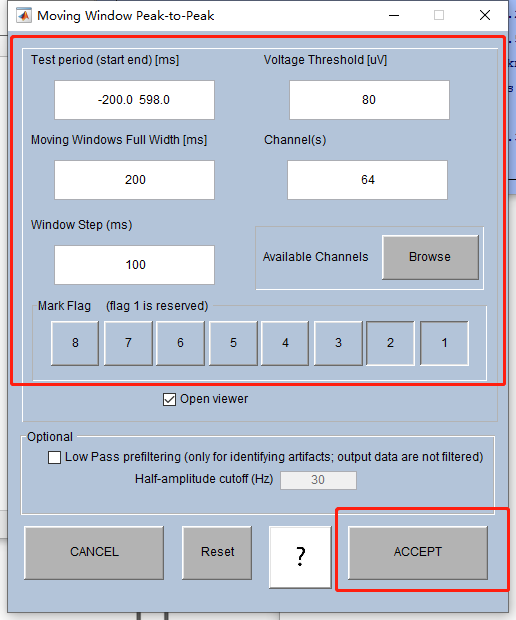 Moving Window Peak-to-Peak
Test period (start end) [ms]
Voltage Threshold [uV]
-200.0 598.0
80
Moving Windows Full Width [ms]
Channel(s)
200
64
Window Step (ms)
100
Available Channels
Browse
Mark Flag (flag 1 is reserved)
8 7 6 5 4 3 2 1
Open viewer
Optional
Low Pass prefiltering (only for identifying artifacts; output data are not filtered)
Half-amplitude cutoff (Hz)
30
CANCEL
Reset
?
ACCEPT